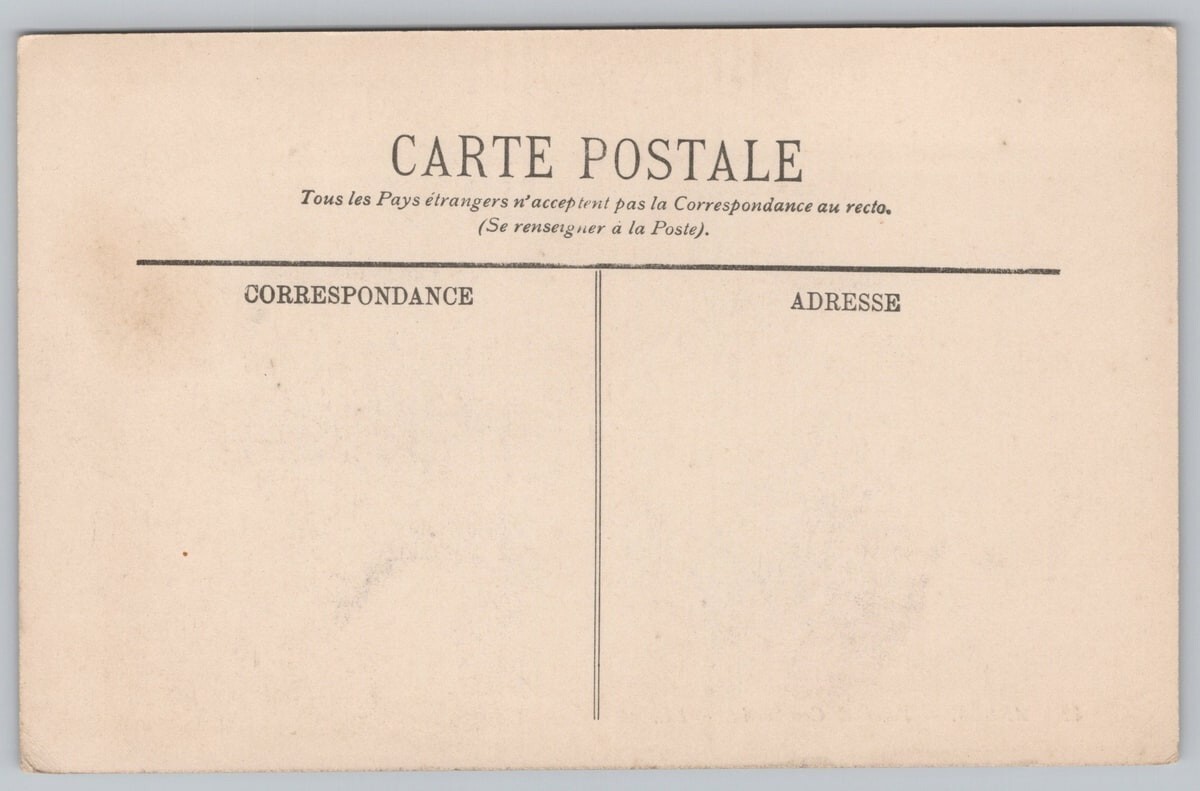 CARTE POSTALE
Tous les Pays étrangers n'acceptent pas la Correspondance au recto.
(Se renseigner à la Poste).
CORRESPONDANCE
ADRESSE